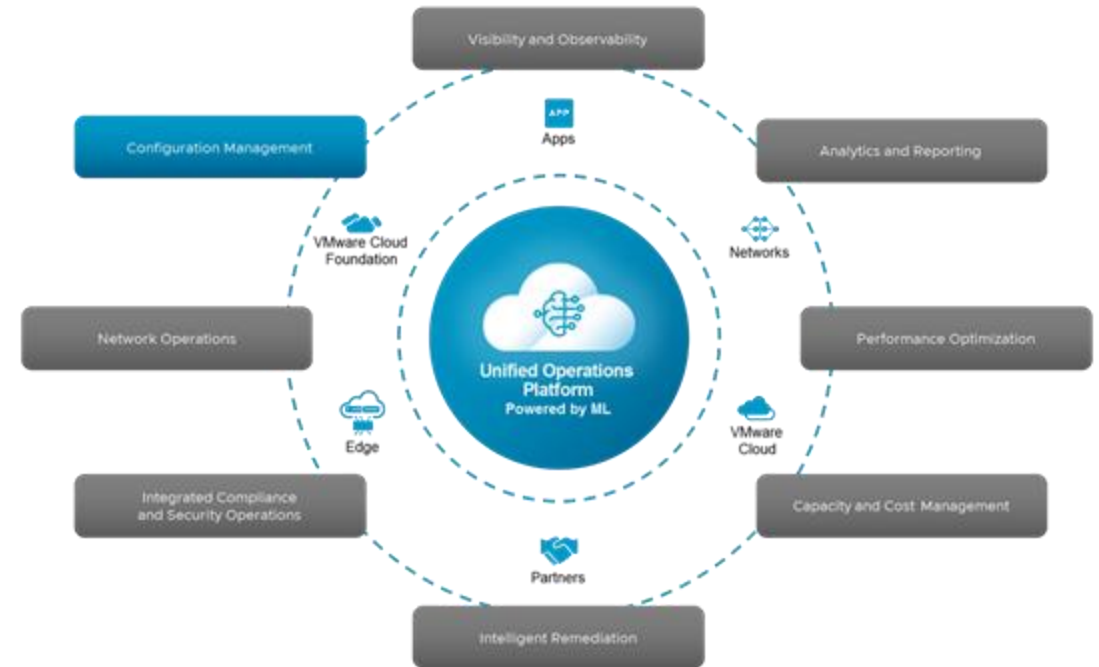 Visibility and Observability
APP
Apps
Configuration Management
Analytics and Reporting
VMware Cloud
Foundation
Networks
Network Operations
Unified Operations
Platform
Powered by ML
Performance Optimization
Edge
VMware
Cloud
Integrated Compliance
and Security Operations
Capacity and Cost Management
Partners
Intelligent Remediation